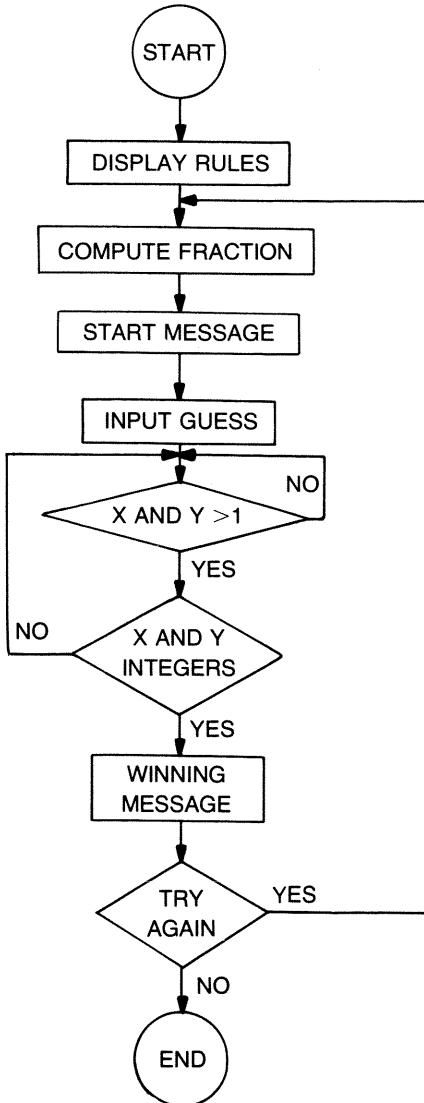 START
DISPLAY RULES
COMPUTE FRACTION
START MESSAGE
INPUT GUESS
NO
X AND Y >1
YES
NO
X AND Y
INTEGERS
YES
WINNING
MESSAGE
YES
TRY
AGAIN
NO
END